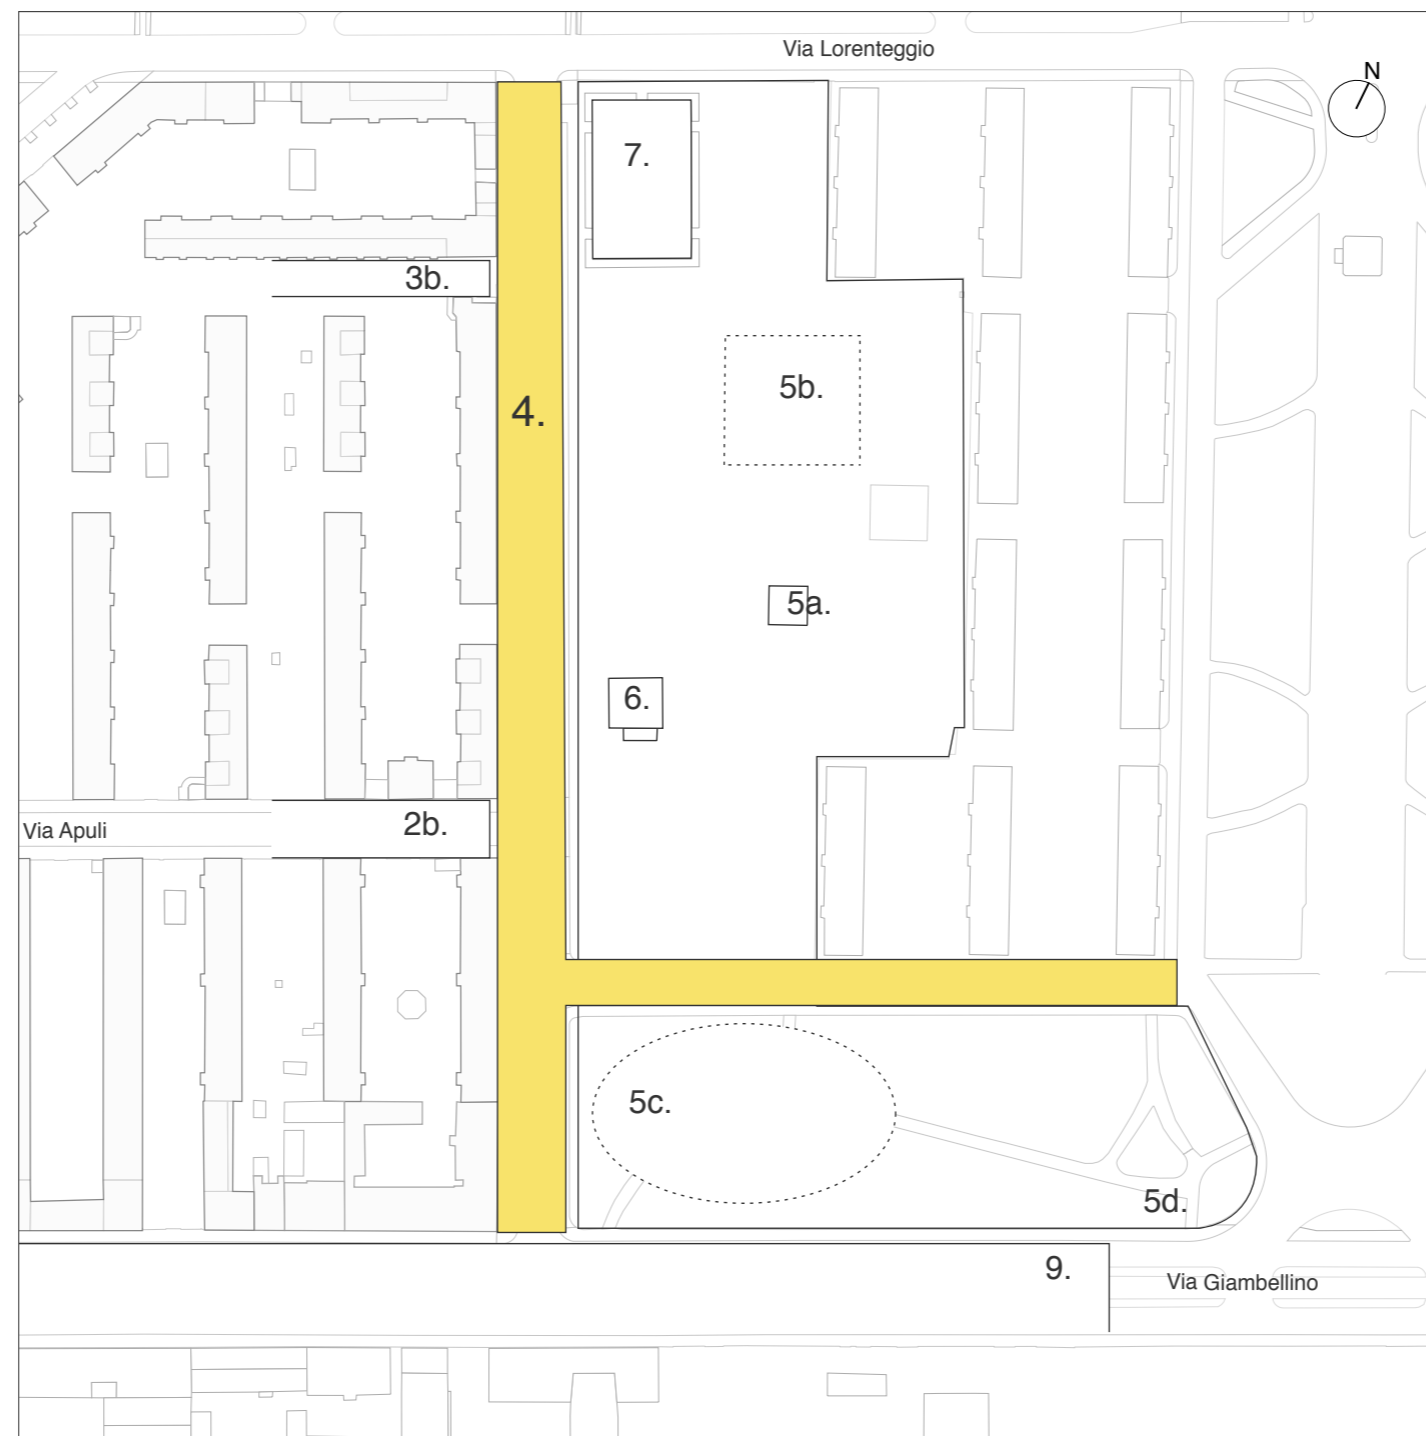 Via Lorenteggio
N
7.
3b.
5b.
4.
5a.
6.
2b.
Via Apuli
5c.
5d.
9.
Via Giambellino